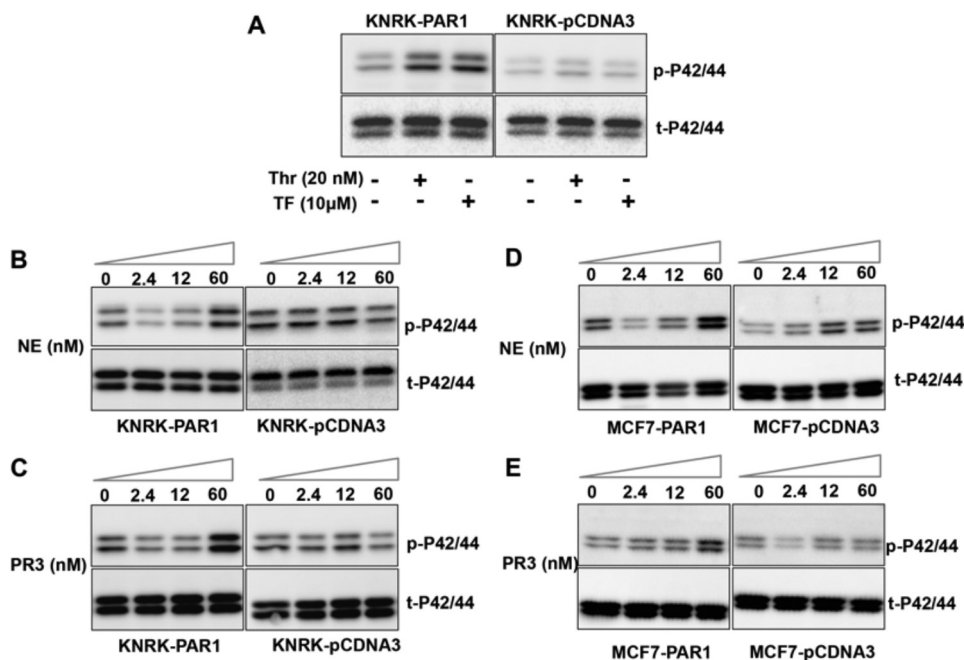 A
KNRK-PAR1 KNRK-pCDNA3
p-P42/44
t-P42/44
Thr (20 nM) - + - - + -
TF (10µM) - - + - - +
B
0 2.4 12 60 0 2.4 12 60
p-P42/44
NE (nM)
t-P42/44
KNRK-PAR1 KNRK-pCDNA3
C
0 2.4 12 60 0 2.4 12 60
p-P42/44
PR3 (nM)
t-P42/44
KNRK-PAR1 KNRK-pCDNA3
D
0 2.4 12 60 0 2.4 12 60
p-P42/44
NE (nM)
t-P42/44
MCF7-PAR1 MCF7-pCDNA3
E
0 2.4 12 60 0 2.4 12 60
p-P42/44
PR3 (nM)
t-P42/44
MCF7-PAR1 MCF7-pCDNA3